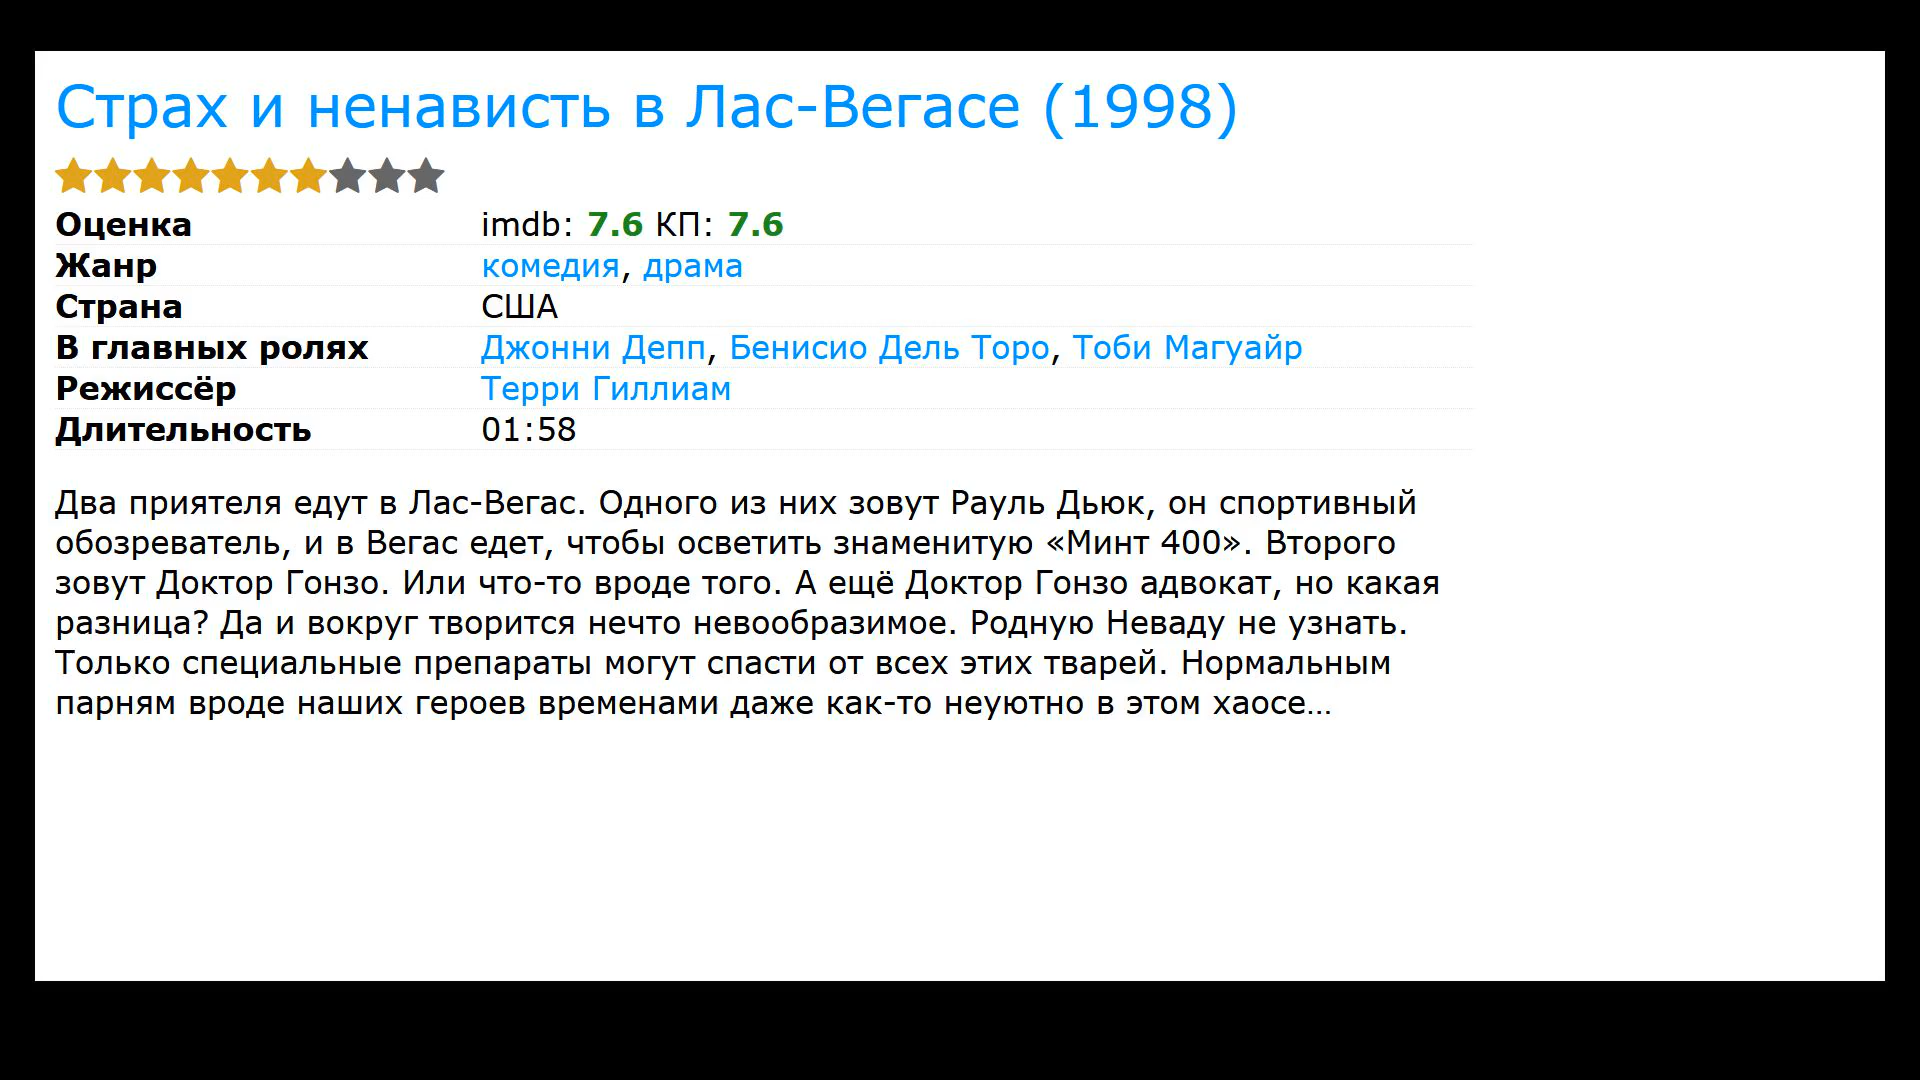 Страх и ненависть в Лас-Вегасе (1998)
Оценка imdb: 7.6 КП: 7.6
Жанр комедия, драма
Страна США
В главных ролях Джонни Депп, Бенисио Дель Торо, Тоби Магуайр
Режиссёр Терри Гиллиам
Длительность 01:58
Два приятеля едут в Лас-Вегас. Одного из них зовут Рауль Дьюк, он спортивный
обозреватель, и в Вегас едет, чтобы осветить знаменитую «Минт 400». Второго
зовут Доктор Гонзо. Или что-то вроде того. А ещё Доктор Гонзо адвокат, но какая
разница? Да и вокруг творится нечто невообразимое. Родную Неваду не узнать.
Только специальные препараты могут спасти от всех этих тварей. Нормальным
парням вроде наших героев временами даже как-то неуютно в этом хаосе…